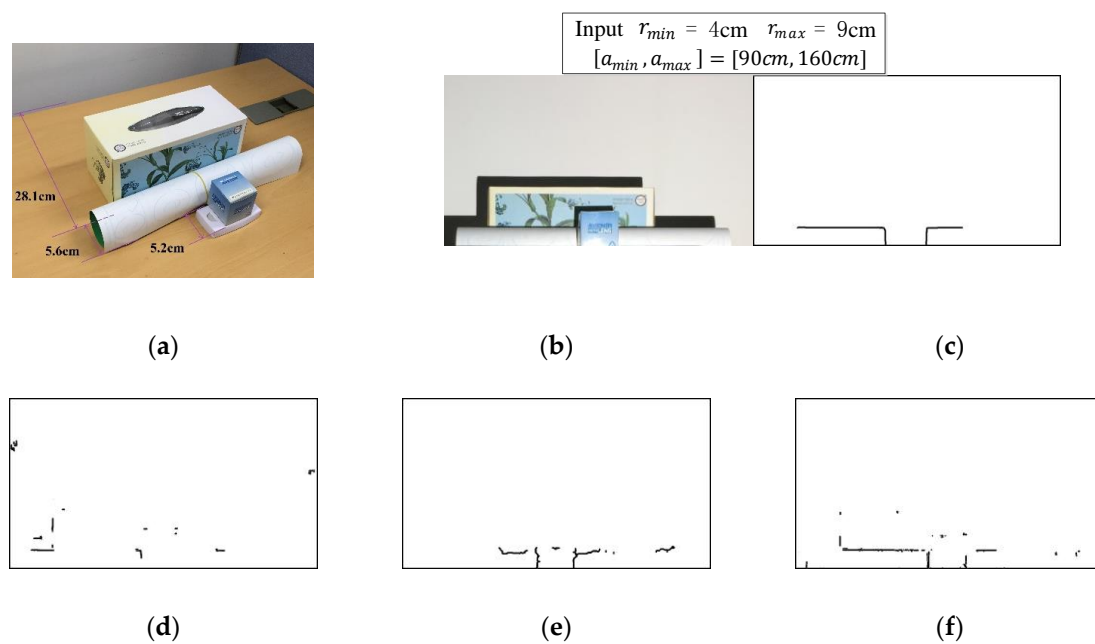 Input r_min = 4cm r_max = 9cm
[a_min, a_max] = [90cm, 160cm]
28.1cm
5.6cm
5.2cm
(a)
(b)
(c)
(d)
(e)
(f)